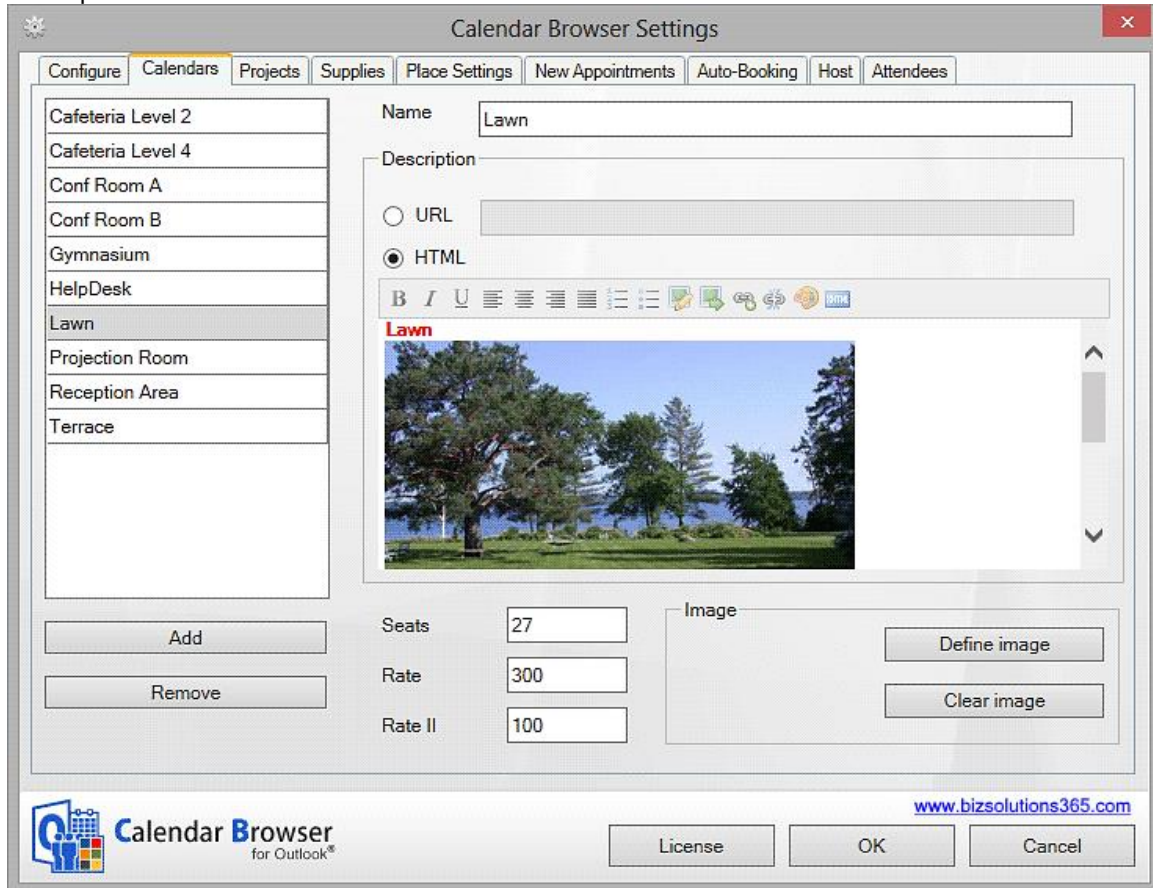 Calendar Browser Settings
Configure Calendars Projects Supplies Place Settings New Appointments Auto-Booking Host Attendees
Cafeteria Level 2
Cafeteria Level 4
Conf Room A
Conf Room B
Gymnasium
HelpDesk
Lawn
Projection Room
Reception Area
Terrace
Add
Remove
Name Lawn
Description
URL
HTML
B I U
Lawn
Seats 27
Rate 300
Rate II 100
Image
Define image
Clear image
www.bizsolutions365.com
Calendar Browser
for Outlook®
License OK Cancel